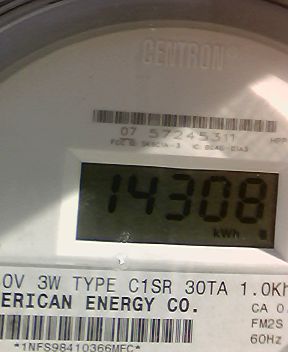 CENTRON®
07 57245311
14308
kWh
0V 3W TYPE C1SR 30TA 1.0Kh
ERICAN ENERGY CO.
CA 0.
FM2S
60Hz
*1NFS98410366MFC*